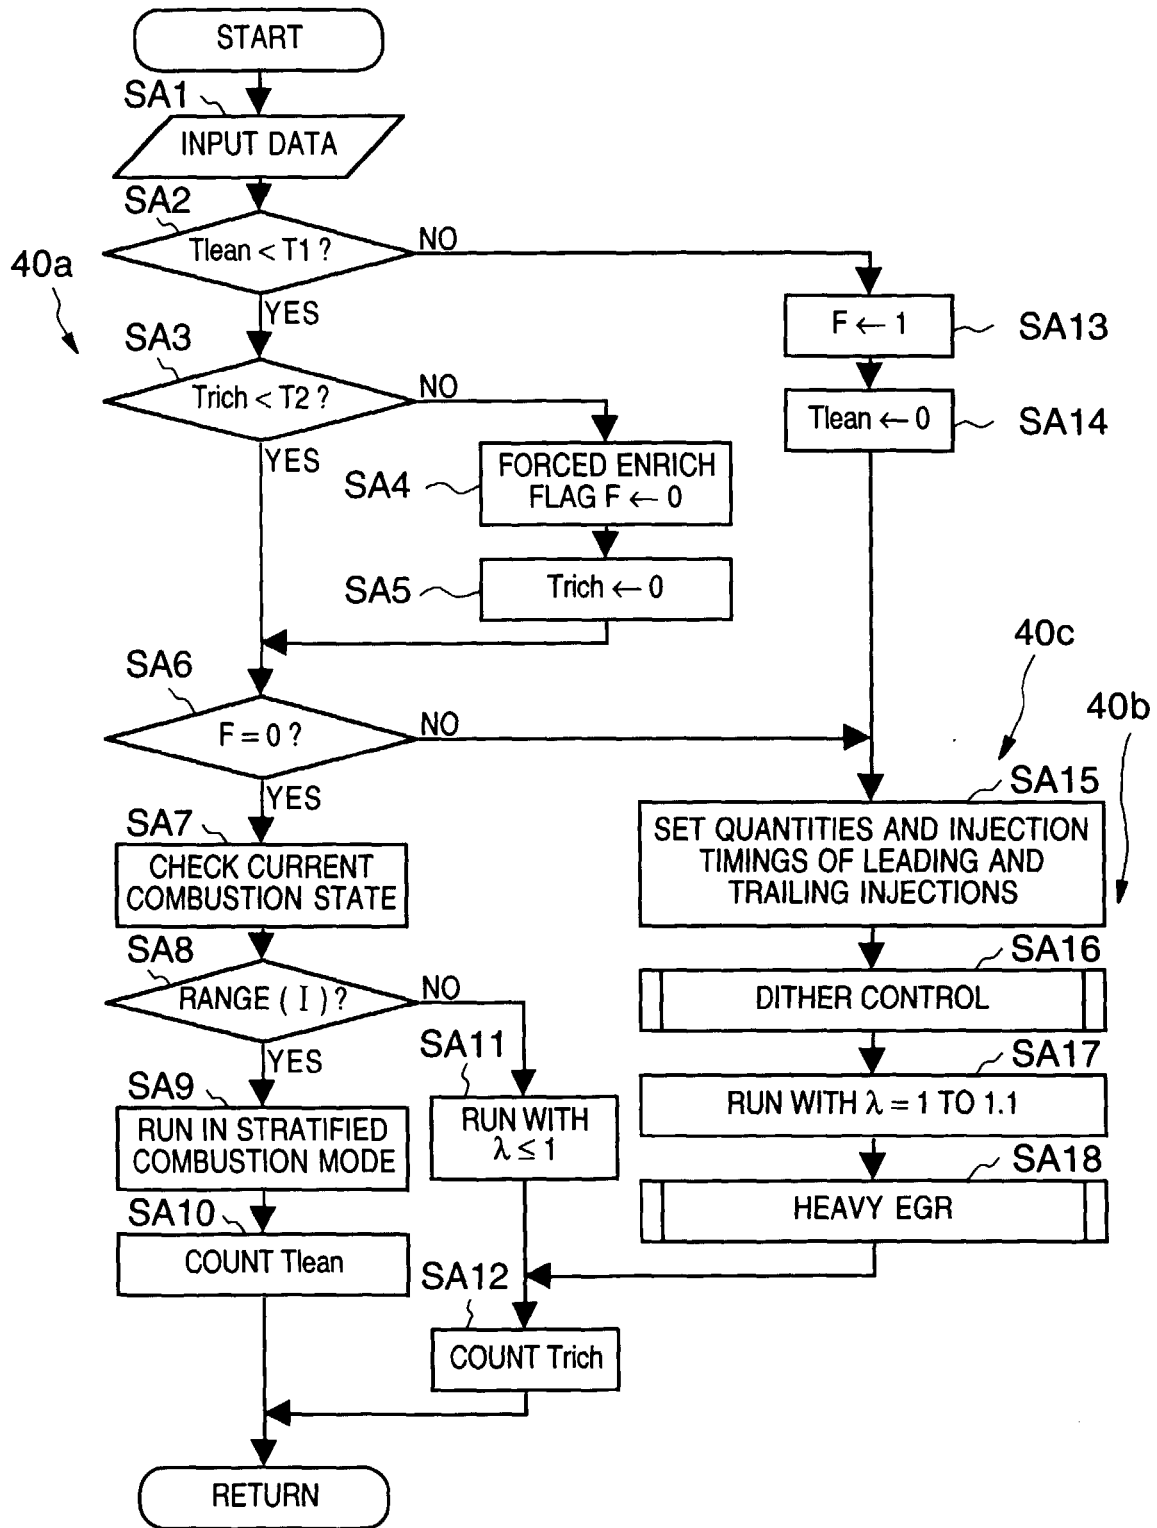 START
SA1
INPUT DATA
SA2
Tlean < T1 ?
NO
40a
YES
F ← 1
SA13
SA3
Trich < T2 ?
NO
Tlean ← 0
SA14
YES
SA4
FORCED ENRICH
FLAG F ← 0
SA5
Trich ← 0
40c
SA6
40b
F = 0 ?
NO
YES
SA15
SA7
SET QUANTITIES AND INJECTION
TIMINGS OF LEADING AND
TRAILING INJECTIONS
CHECK CURRENT
COMBUSTION STATE
SA8
SA16
RANGE ( I ) ?
NO
DITHER CONTROL
YES
SA11
SA17
SA9
RUN WITH λ = 1 TO 1.1
RUN IN STRATIFIED
COMBUSTION MODE
RUN WITH
λ ≤ 1
SA18
SA10
HEAVY EGR
COUNT Tlean
SA12
COUNT Trich
RETURN